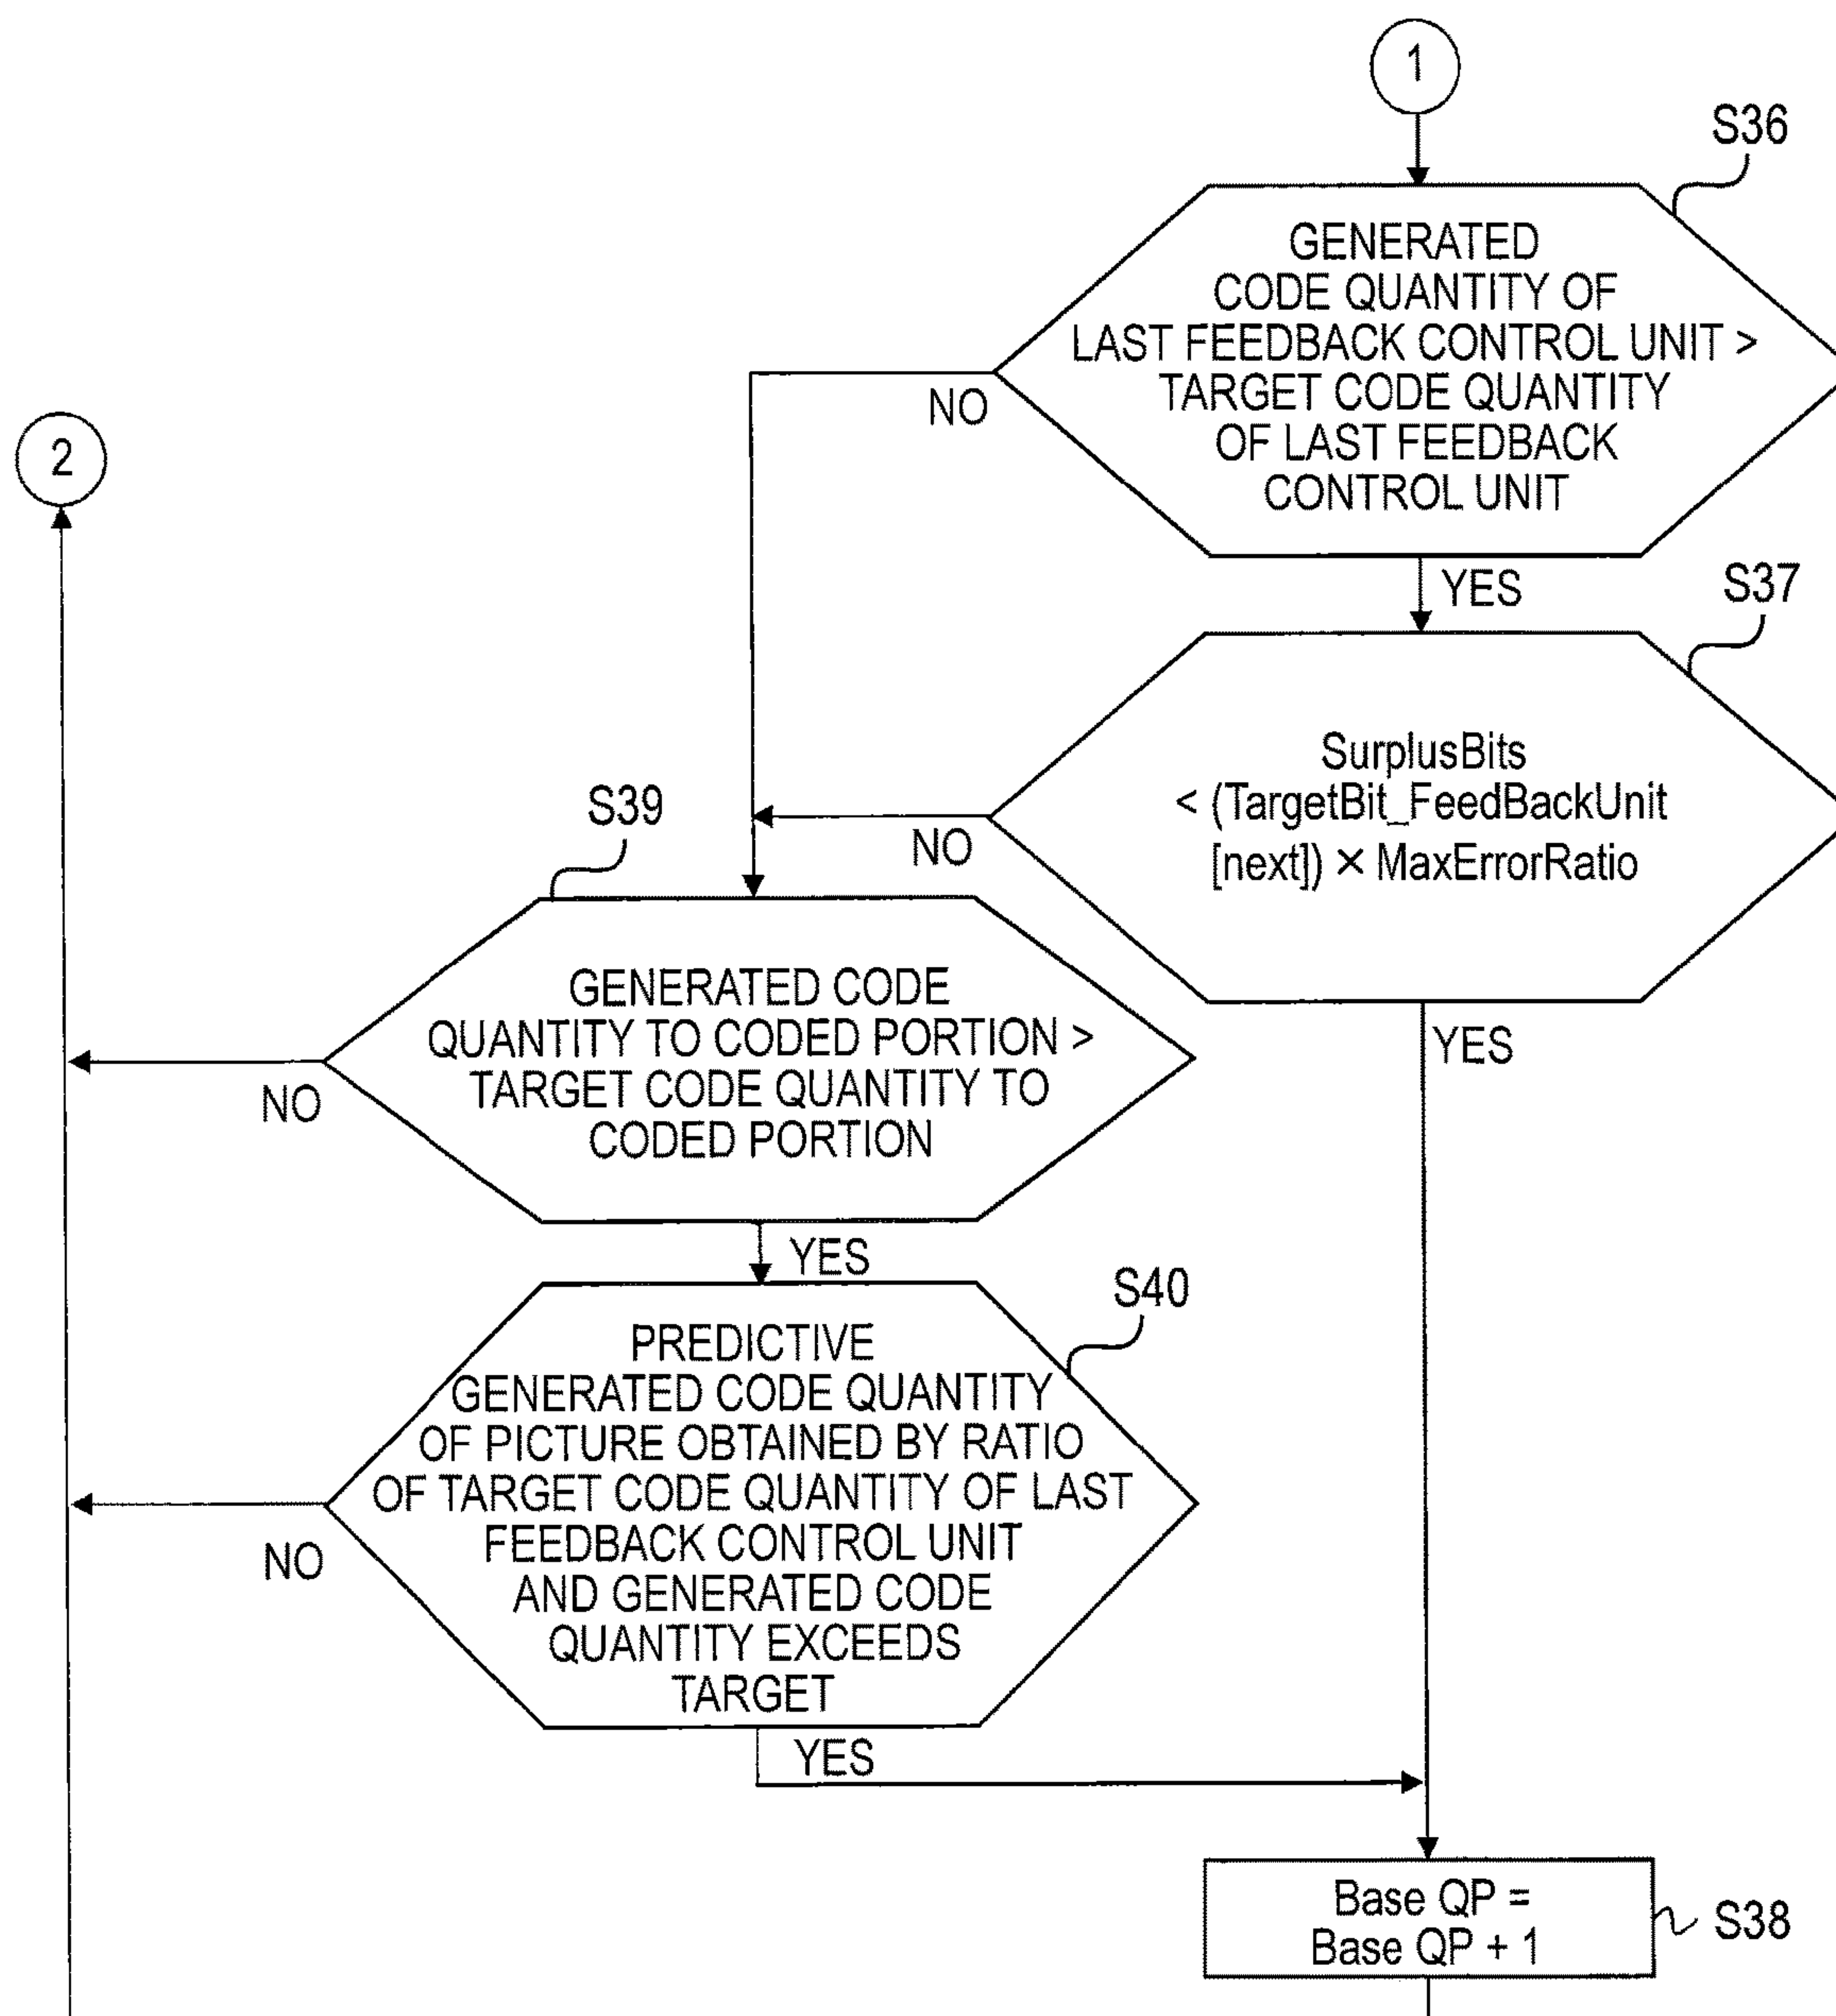 1
S36
GENERATED
CODE QUANTITY OF
LAST FEEDBACK CONTROL UNIT >
TARGET CODE QUANTITY
OF LAST FEEDBACK
CONTROL UNIT
NO
2
YES
S37
SurplusBits
< (TargetBit_FeedBackUnit
[next]) × MaxErrorRatio
NO
YES
S39
GENERATED CODE
QUANTITY TO CODED PORTION >
TARGET CODE QUANTITY TO
CODED PORTION
NO
YES
S40
PREDICTIVE
GENERATED CODE QUANTITY
OF PICTURE OBTAINED BY RATIO
OF TARGET CODE QUANTITY OF LAST
FEEDBACK CONTROL UNIT
AND GENERATED CODE
QUANTITY EXCEEDS
TARGET
NO
YES
Base QP =
Base QP + 1
S38